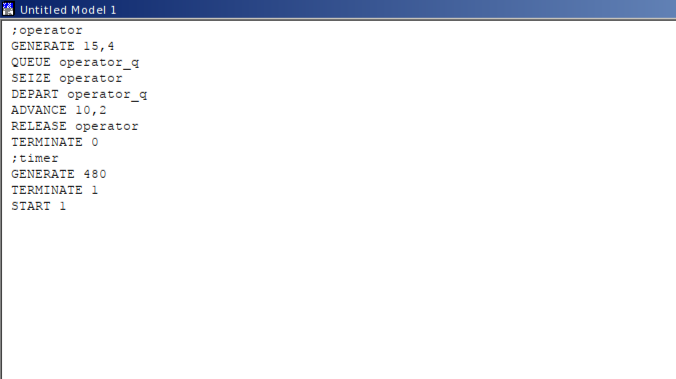 Untitled Model 1
;operator
GENERATE 15,4
QUEUE operator_q
SEIZE operator
DEPART operator_q
ADVANCE 10,2
RELEASE operator
TERMINATE 0
;timer
GENERATE 480
TERMINATE 1
START 1